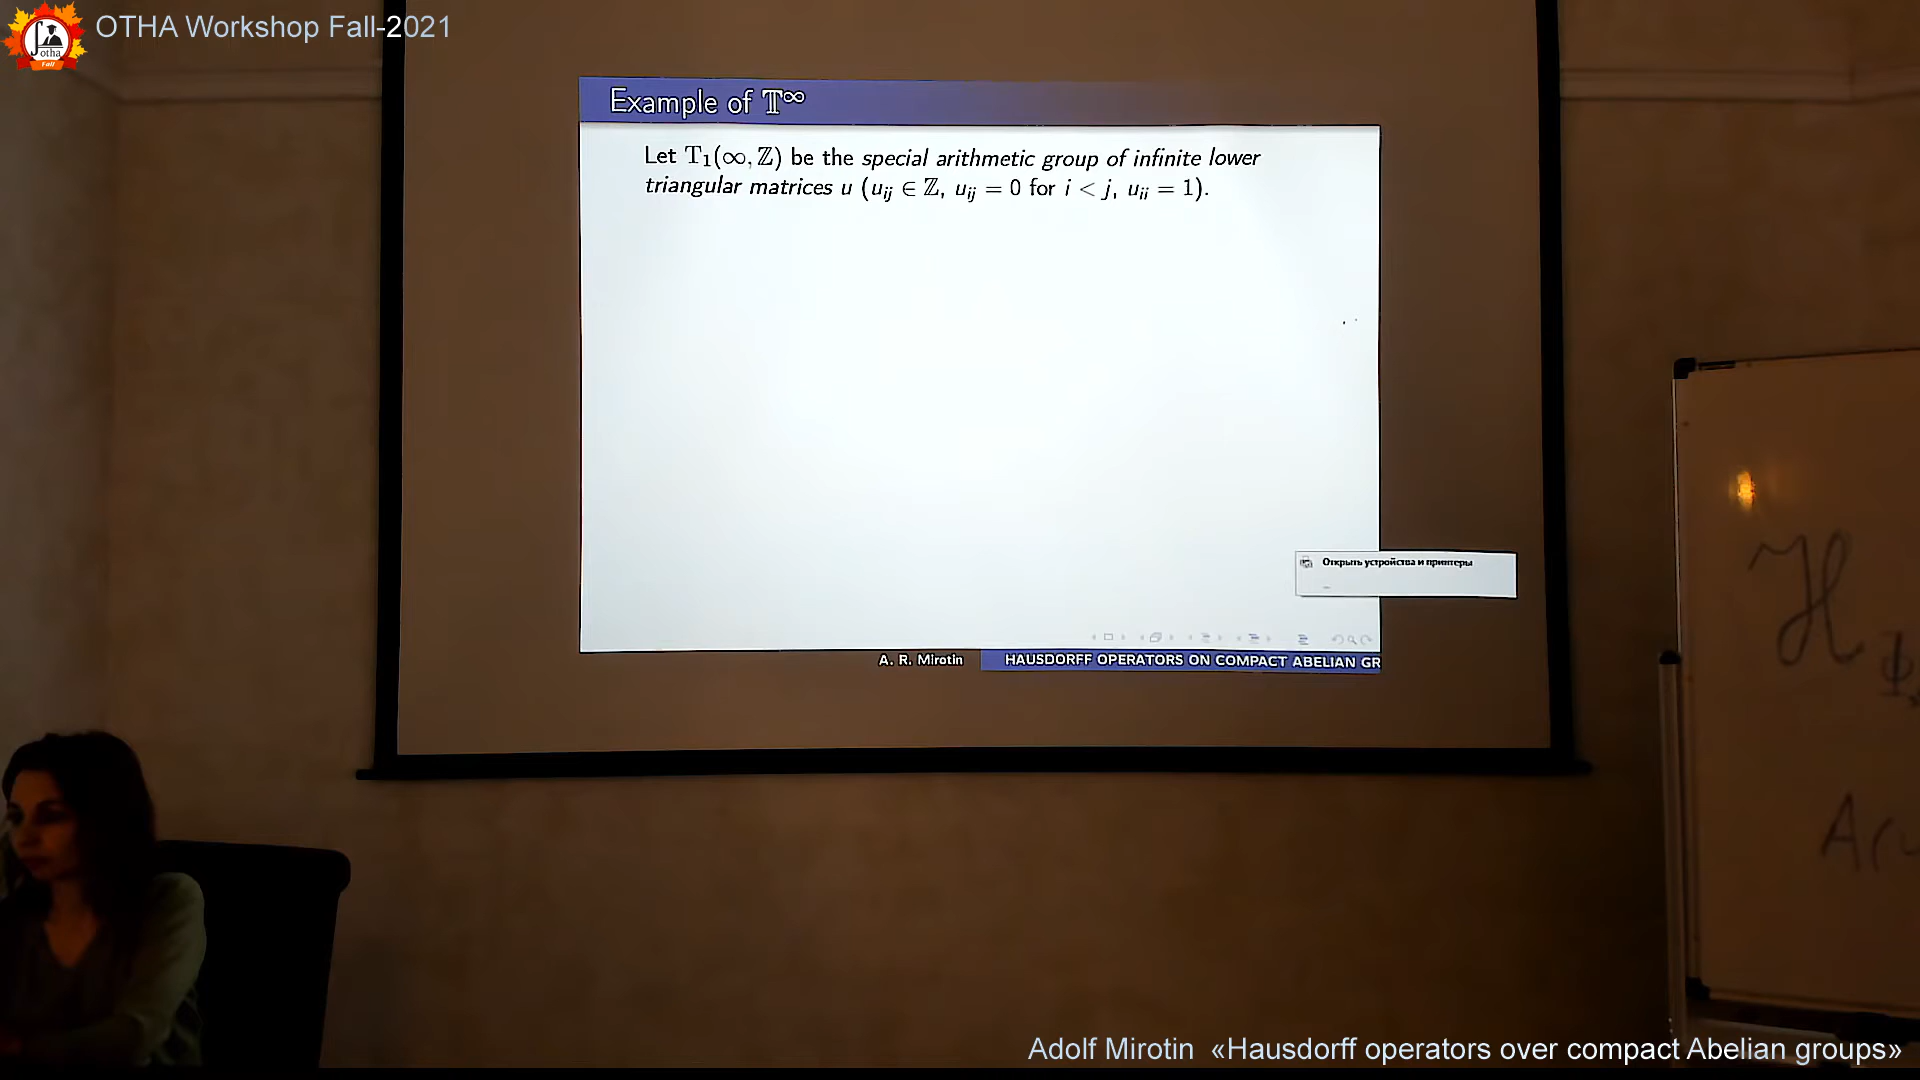 OTHA Workshop Fall-2021
otha
Fall
Example of 𝕋^∞
Let T₁(∞, ℤ) be the special arithmetic group of infinite lower
triangular matrices u (u_ij ∈ ℤ, u_ij = 0 for i < j, u_ii = 1).
Открыть устройства и принтеры
A. R. Mirotin
HAUSDORFF OPERATORS ON COMPACT ABELIAN GR
ℋ
Φ,
Adolf Mirotin «Hausdorff operators over compact Abelian groups»